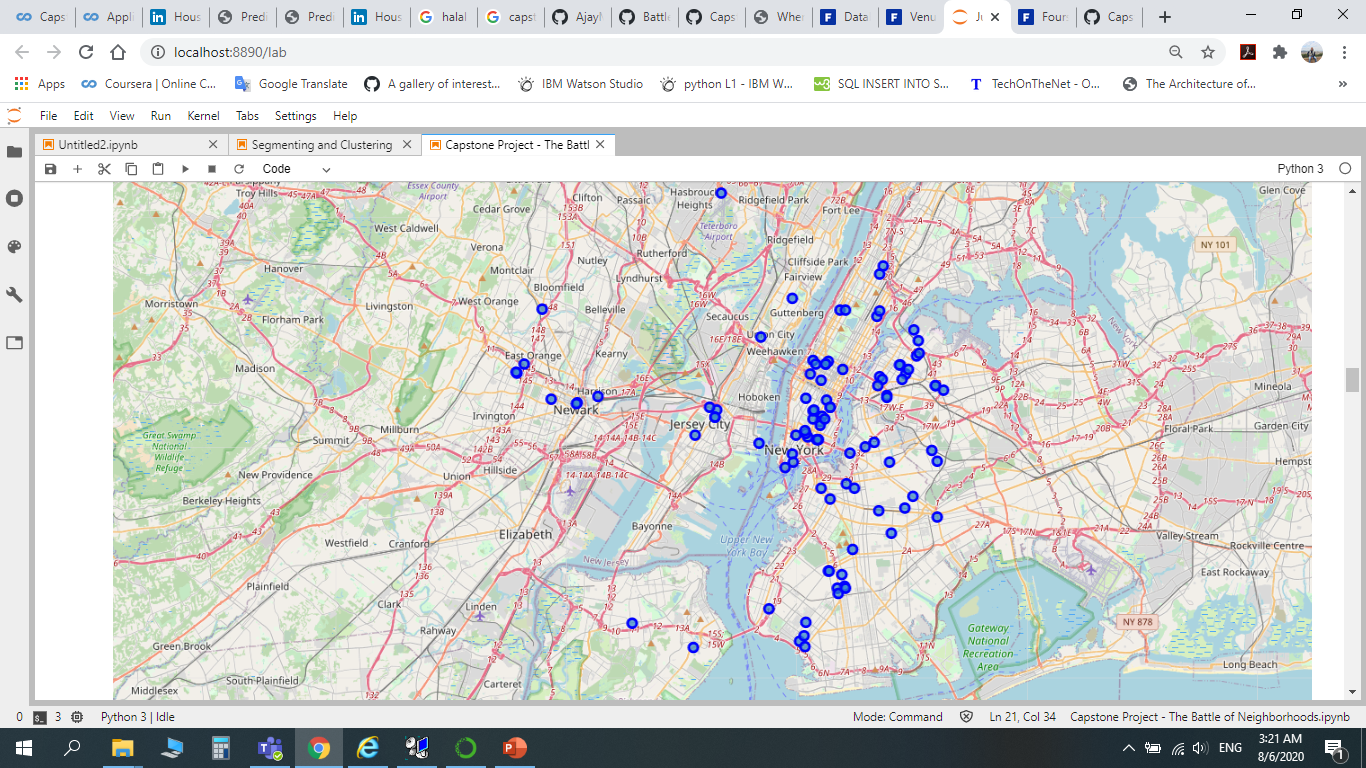 Caps
Appli
Hous
Predi
Predi
Hous
halal
capst
AjayM
Battle
Caps
Wher
Data
Venu
Ju
Fours
Caps
localhost:8890/lab
Apps
Coursera | Online C...
Google Translate
A gallery of interest...
IBM Watson Studio
python L1 - IBM W...
SQL INSERT INTO S...
TechOnTheNet - O...
The Architecture of...
File Edit View Run Kernel Tabs Settings Help
Untitled2.ipynb
Segmenting and Clustering
Capstone Project - The Battl
Code
Python 3
Troy Hills
Essex County Airport
Clifton
Passaic
Hasbrouck Heights
Ridgefield Park
Fort Lee
Glen Cove
Cedar Grove
West Caldwell
Teterboro Airport
NY 101
Verona
Nutley
Rutherford
Ridgefield
Hanover
Montclair
Lyndhurst
Cliffside Park
Fairview
Bloomfield
Morristown
Livingston
West Orange
Belleville
Secaucus
Guttenberg
Florham Park
Union City
Weehawken
East Orange
Kearny
Madison
Mineola
Harrison
Hoboken
Newark
Irvington
Jersey City
Garden City
Floral Park
Millburn
Summit
Great Swamp National Wildlife Refuge
New York
Hempst
New Providence
Hillside
Union
Berkeley Heights
Bayonne
Elizabeth
Upper New York Bay
Westfield
Cranford
Valley Stream
Rockville Centre
New Jersey
East Rockaway
Plainfield
Clark
Linden
Rahway
NY 878
Gateway National Recreation Area
Green Brook
Long Beach
South Plainfield
Carteret
Middlesex
0
3
Python 3 | Idle
Mode: Command
Ln 21, Col 34
Capstone Project - The Battle of Neighborhoods.ipynb
ENG
3:21 AM
8/6/2020
1